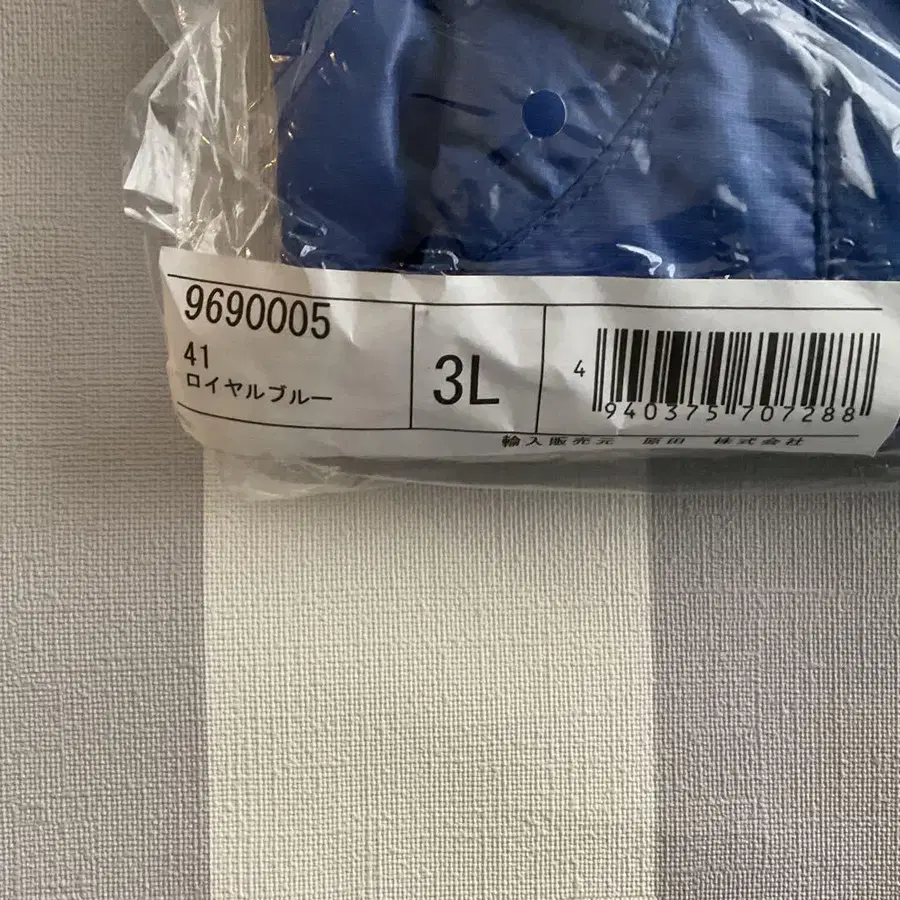 9690005
41
ロイヤルブルー
3L
4 940375 707288
輸入販売元 原田 株式会社